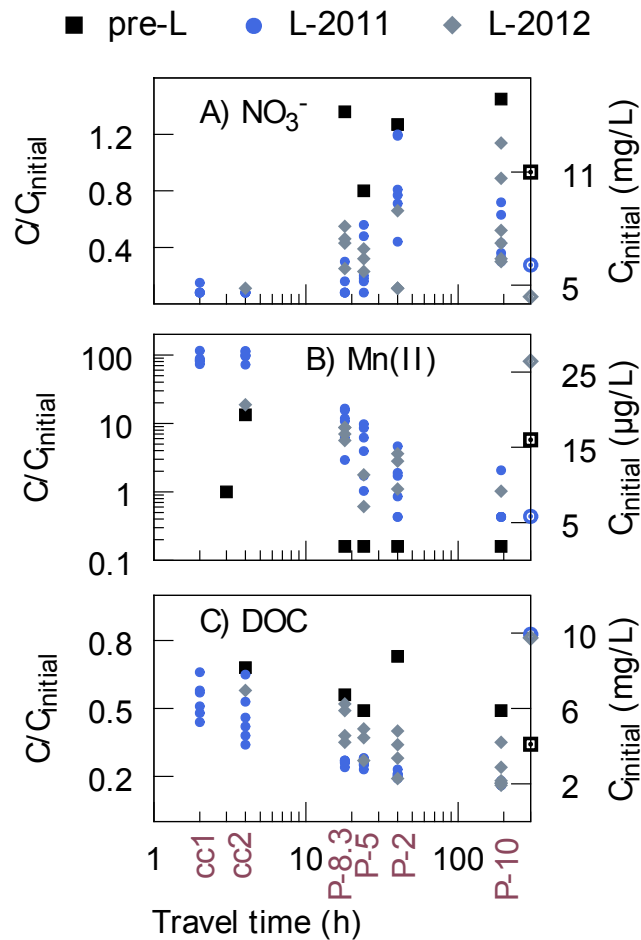 pre-L L-2011 L-2012
A) NO₃⁻
1.2
0.8
0.4
C/Cinitial
11
5
Cinitial (mg/L)
B) Mn(II)
100
10
1
0.1
C/Cinitial
25
15
5
Cinitial (µg/L)
C) DOC
0.8
0.5
0.2
C/Cinitial
10
6
2
Cinitial (mg/L)
1 10 100
cc1 cc2 P-8.3 P-5 P-2 P-10
Travel time (h)